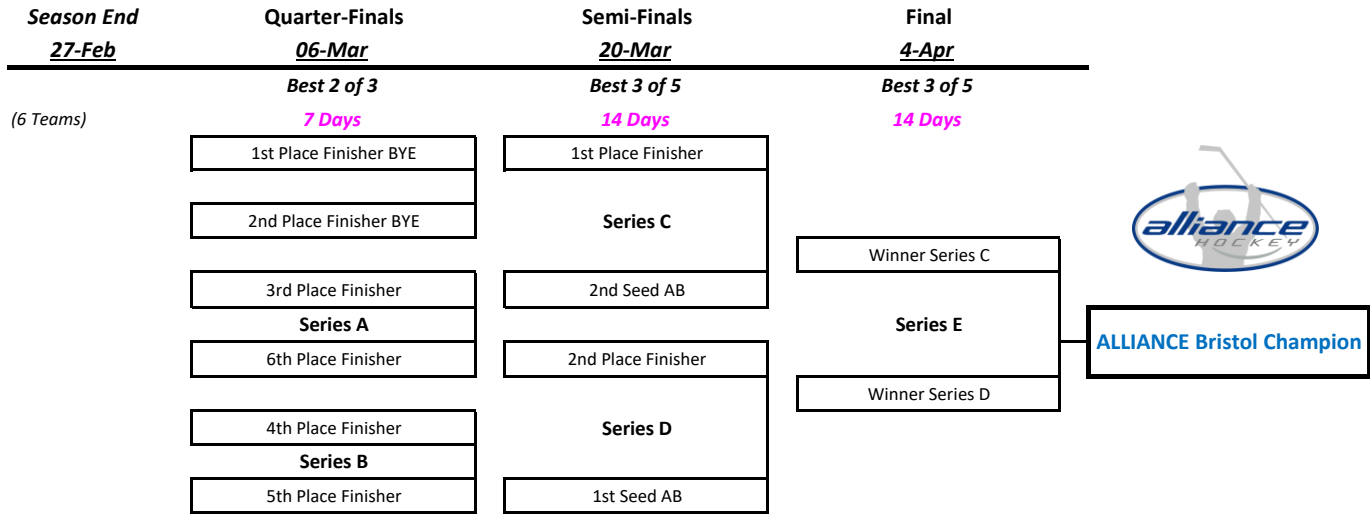 Season End Quarter-Finals Semi-Finals Final
27-Feb 06-Mar 20-Mar 4-Apr
Best 2 of 3 Best 3 of 5 Best 3 of 5
(6 Teams) 7 Days 14 Days 14 Days
1st Place Finisher BYE 1st Place Finisher
2nd Place Finisher BYE Series C
alliance
HOCKEY
Winner Series C
3rd Place Finisher 2nd Seed AB
Series A Series E
ALLIANCE Bristol Champion
6th Place Finisher 2nd Place Finisher
Winner Series D
4th Place Finisher Series D
Series B
5th Place Finisher 1st Seed AB